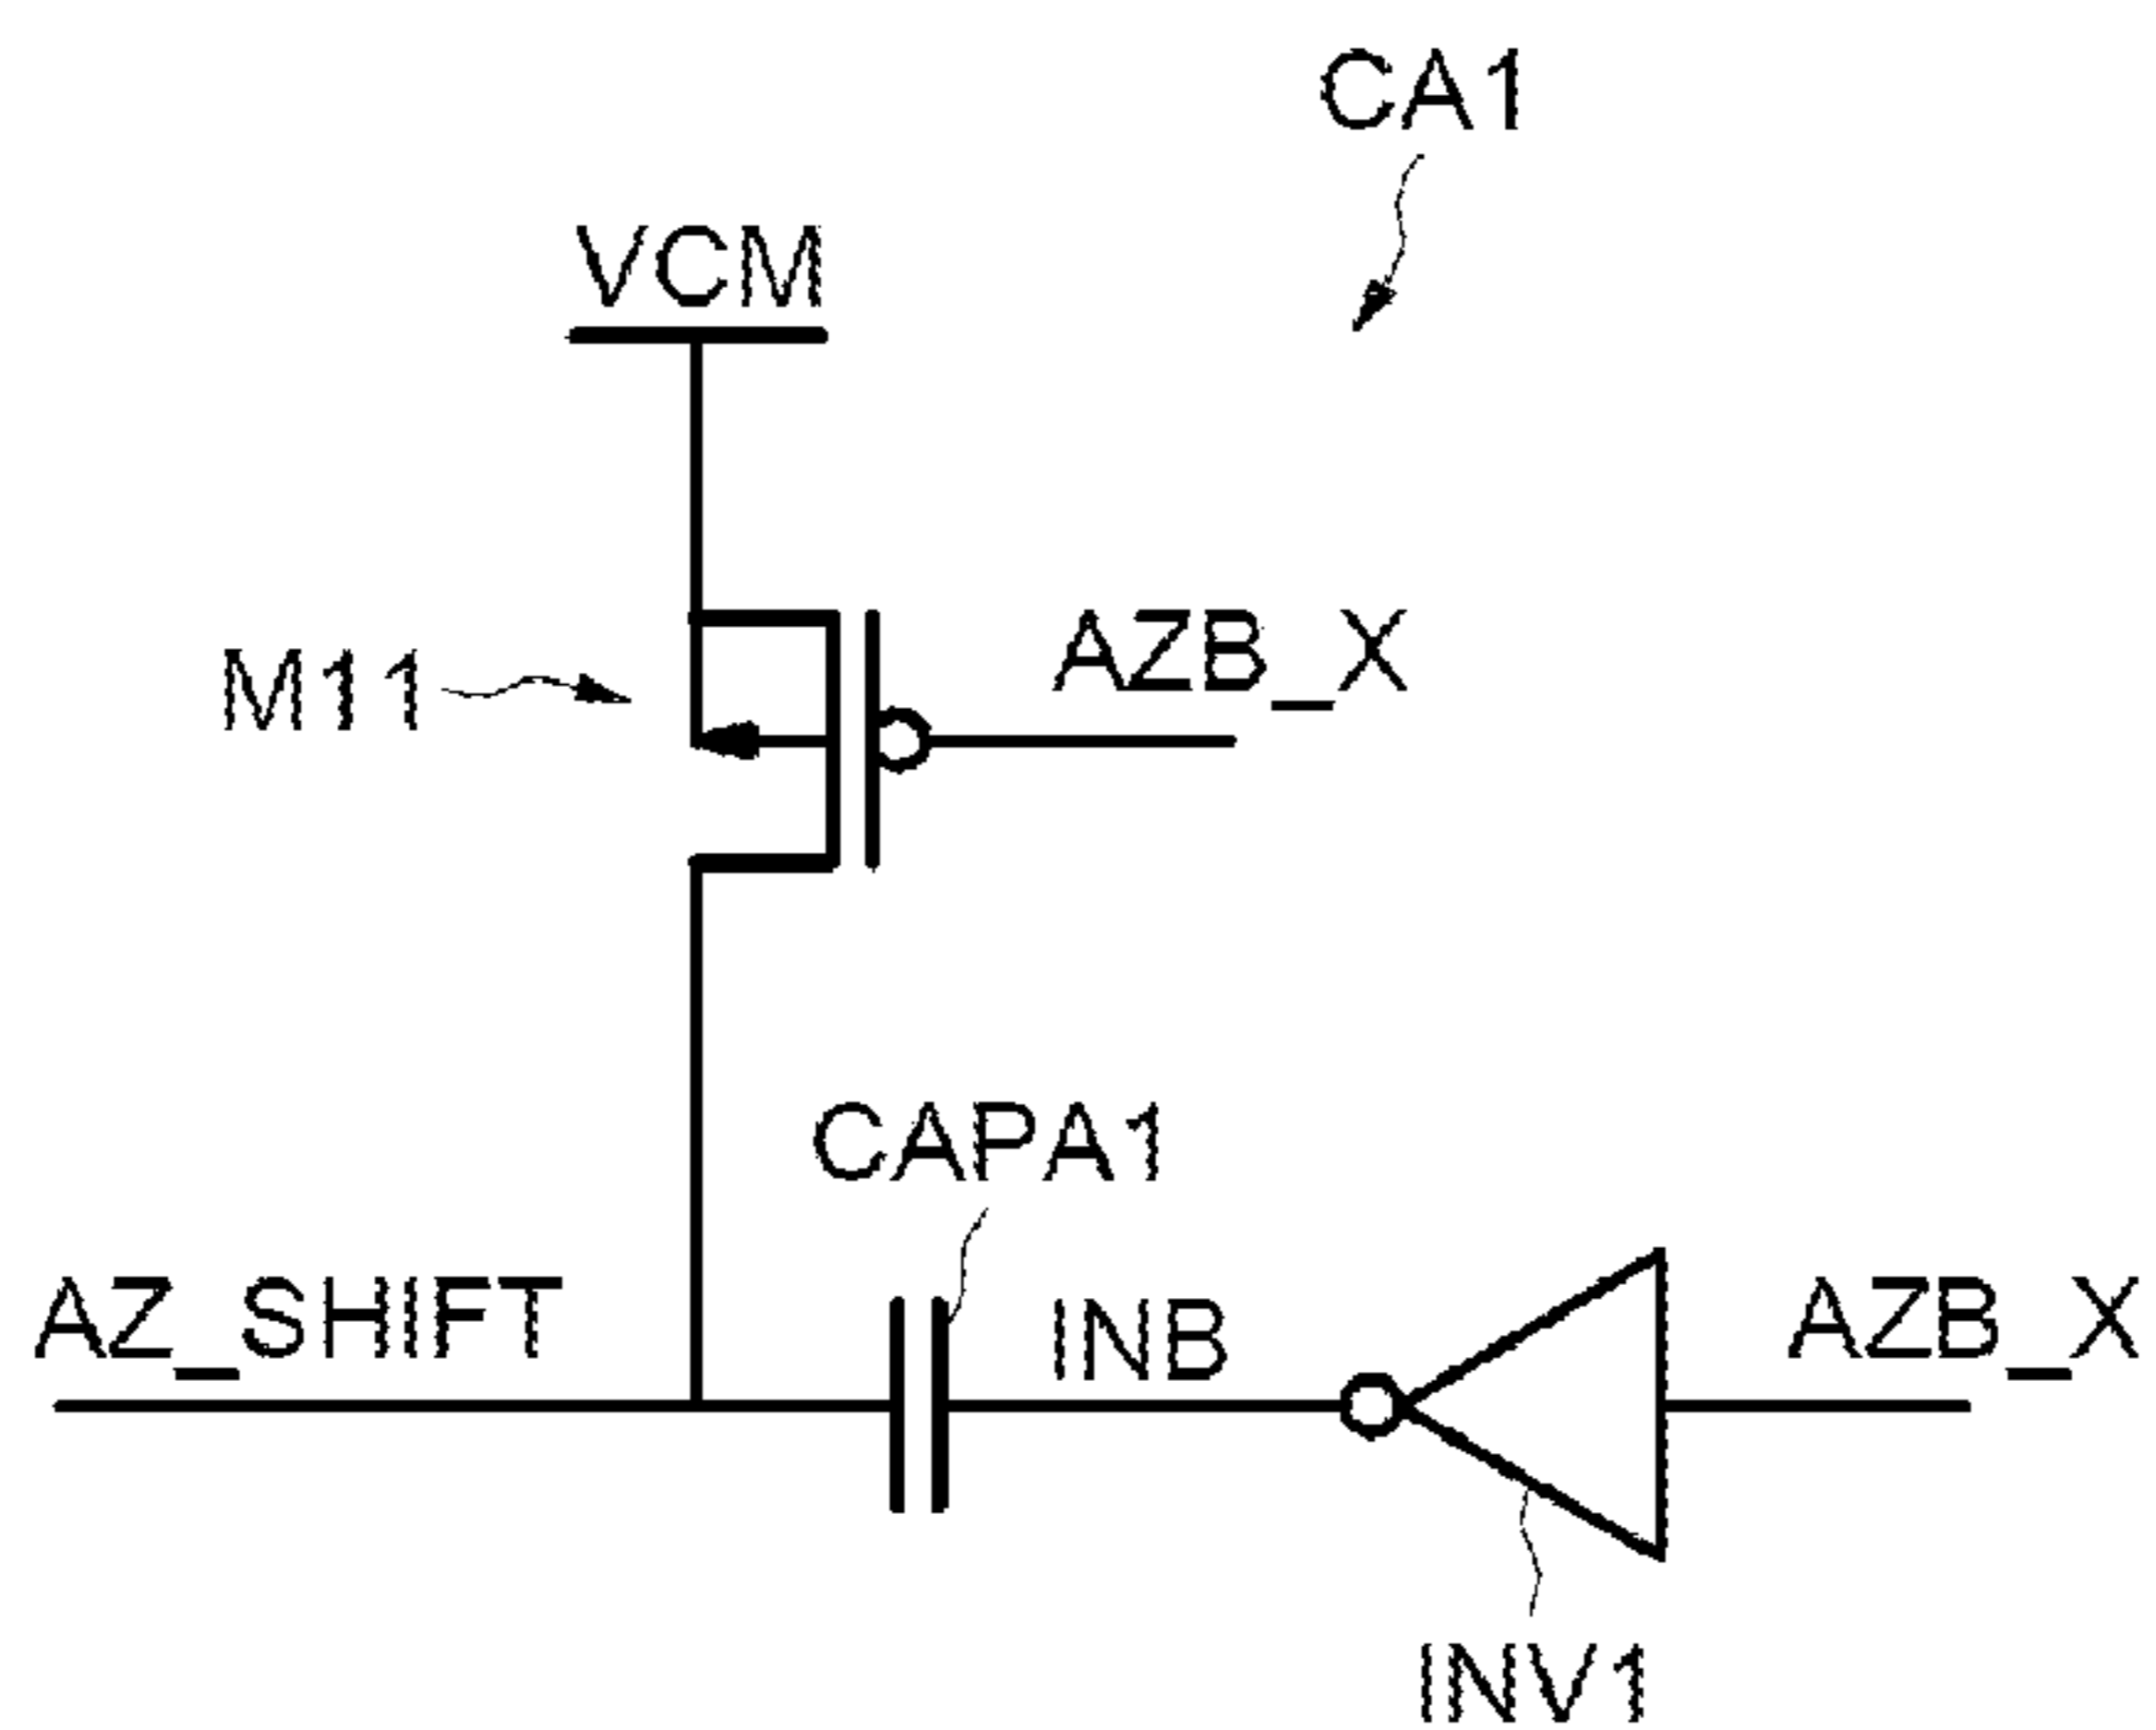 CA1
VCM
M11
AZB_X
CAPA1
AZ_SHIFT
INB
AZB_X
INV1